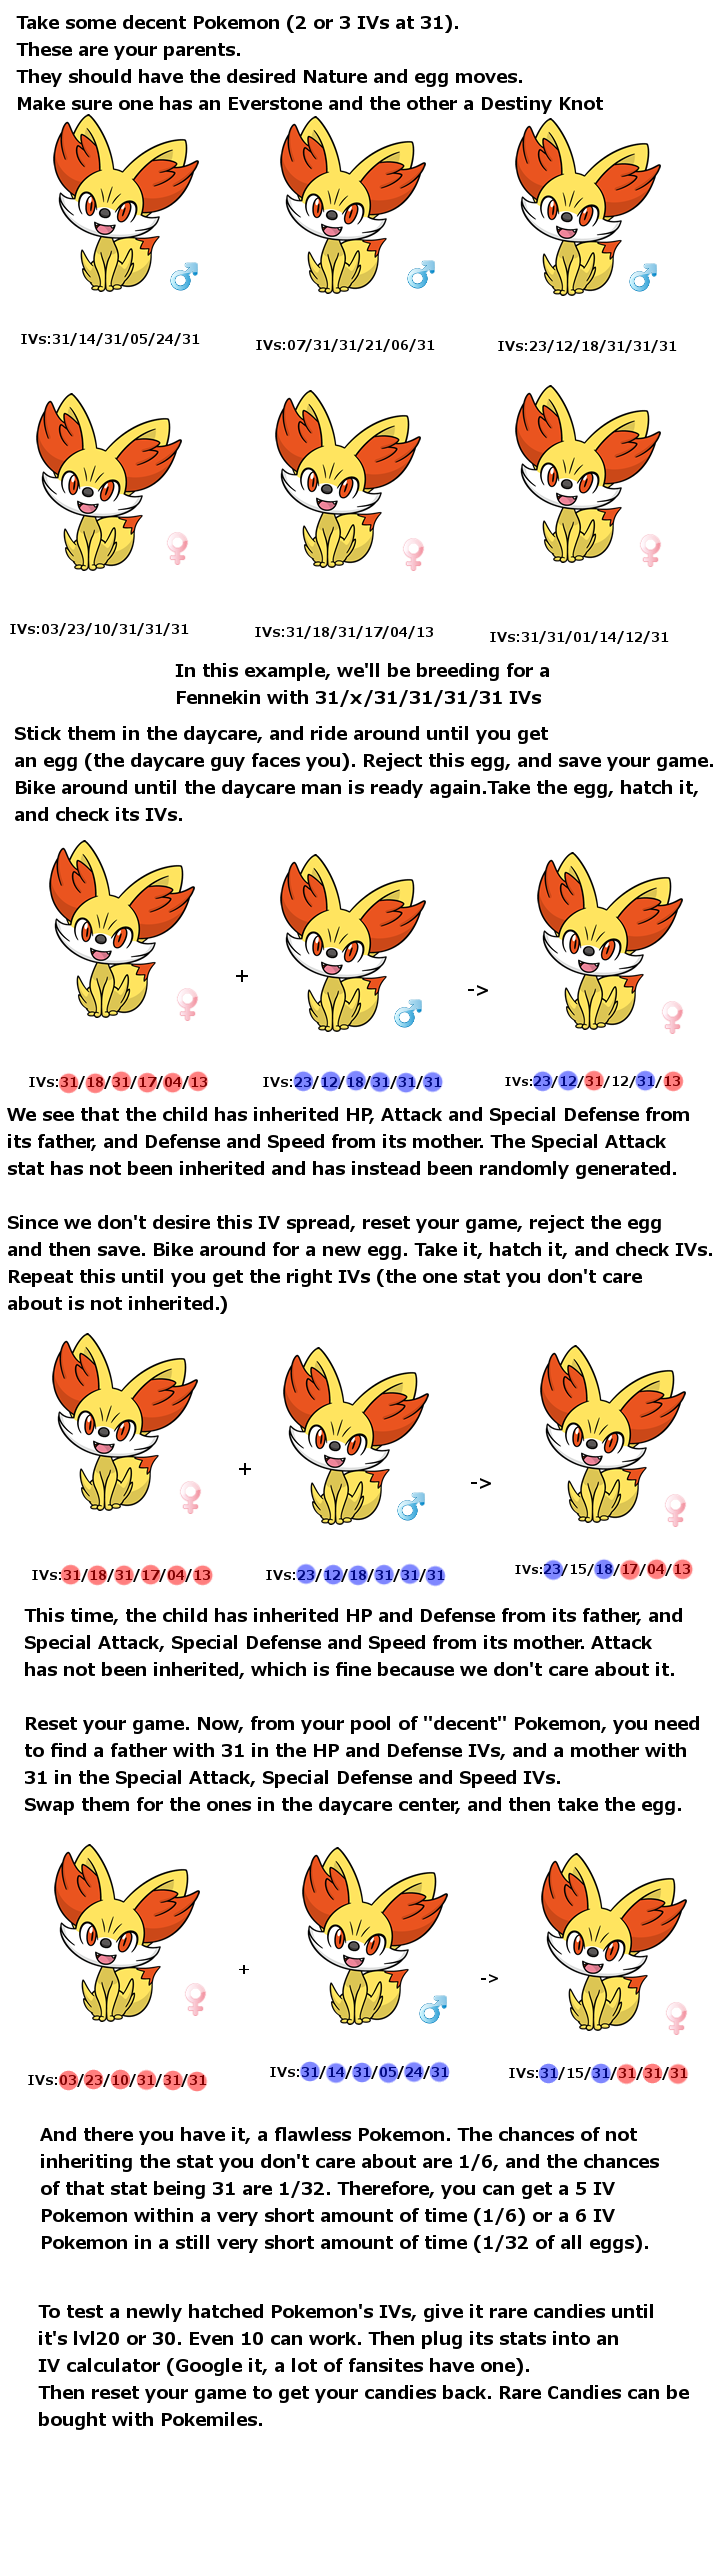 Take some decent Pokemon (2 or 3 IVs at 31).
These are your parents.
They should have the desired Nature and egg moves.
Make sure one has an Everstone and the other a Destiny Knot
IVs:31/14/31/05/24/31
IVs:07/31/31/21/06/31
IVs:23/12/18/31/31/31
IVs:03/23/10/31/31/31
IVs:31/18/31/17/04/13
IVs:31/31/01/14/12/31
In this example, we'll be breeding for a
Fennekin with 31/x/31/31/31/31 IVs
Stick them in the daycare, and ride around until you get
an egg (the daycare guy faces you). Reject this egg, and save your game.
Bike around until the daycare man is ready again.Take the egg, hatch it,
and check its IVs.
+
->
IVs:31/18/31/17/04/13
IVs:23/12/18/31/31/31
IVs:23/12/31/12/31/13
We see that the child has inherited HP, Attack and Special Defense from
its father, and Defense and Speed from its mother. The Special Attack
stat has not been inherited and has instead been randomly generated.
Since we don't desire this IV spread, reset your game, reject the egg
and then save. Bike around for a new egg. Take it, hatch it, and check IVs.
Repeat this until you get the right IVs (the one stat you don't care
about is not inherited.)
+
->
IVs:31/18/31/17/04/13
IVs:23/12/18/31/31/31
IVs:23/15/18/17/04/13
This time, the child has inherited HP and Defense from its father, and
Special Attack, Special Defense and Speed from its mother. Attack
has not been inherited, which is fine because we don't care about it.
Reset your game. Now, from your pool of "decent" Pokemon, you need
to find a father with 31 in the HP and Defense IVs, and a mother with
31 in the Special Attack, Special Defense and Speed IVs.
Swap them for the ones in the daycare center, and then take the egg.
+
->
IVs:03/23/10/31/31/31
IVs:31/14/31/05/24/31
IVs:31/15/31/31/31/31
And there you have it, a flawless Pokemon. The chances of not
inheriting the stat you don't care about are 1/6, and the chances
of that stat being 31 are 1/32. Therefore, you can get a 5 IV
Pokemon within a very short amount of time (1/6) or a 6 IV
Pokemon in a still very short amount of time (1/32 of all eggs).
To test a newly hatched Pokemon's IVs, give it rare candies until
it's lvl20 or 30. Even 10 can work. Then plug its stats into an
IV calculator (Google it, a lot of fansites have one).
Then reset your game to get your candies back. Rare Candies can be
bought with Pokemiles.